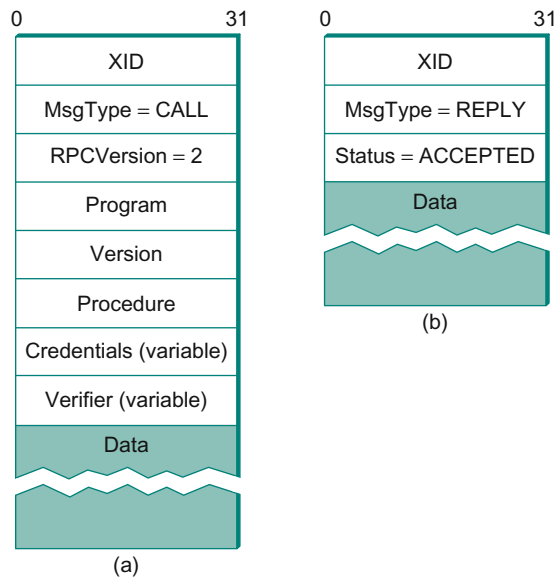 0 31
XID
MsgType = CALL
RPCVersion = 2
Program
Version
Procedure
Credentials (variable)
Verifier (variable)
Data
(a)
0 31
XID
MsgType = REPLY
Status = ACCEPTED
Data
(b)